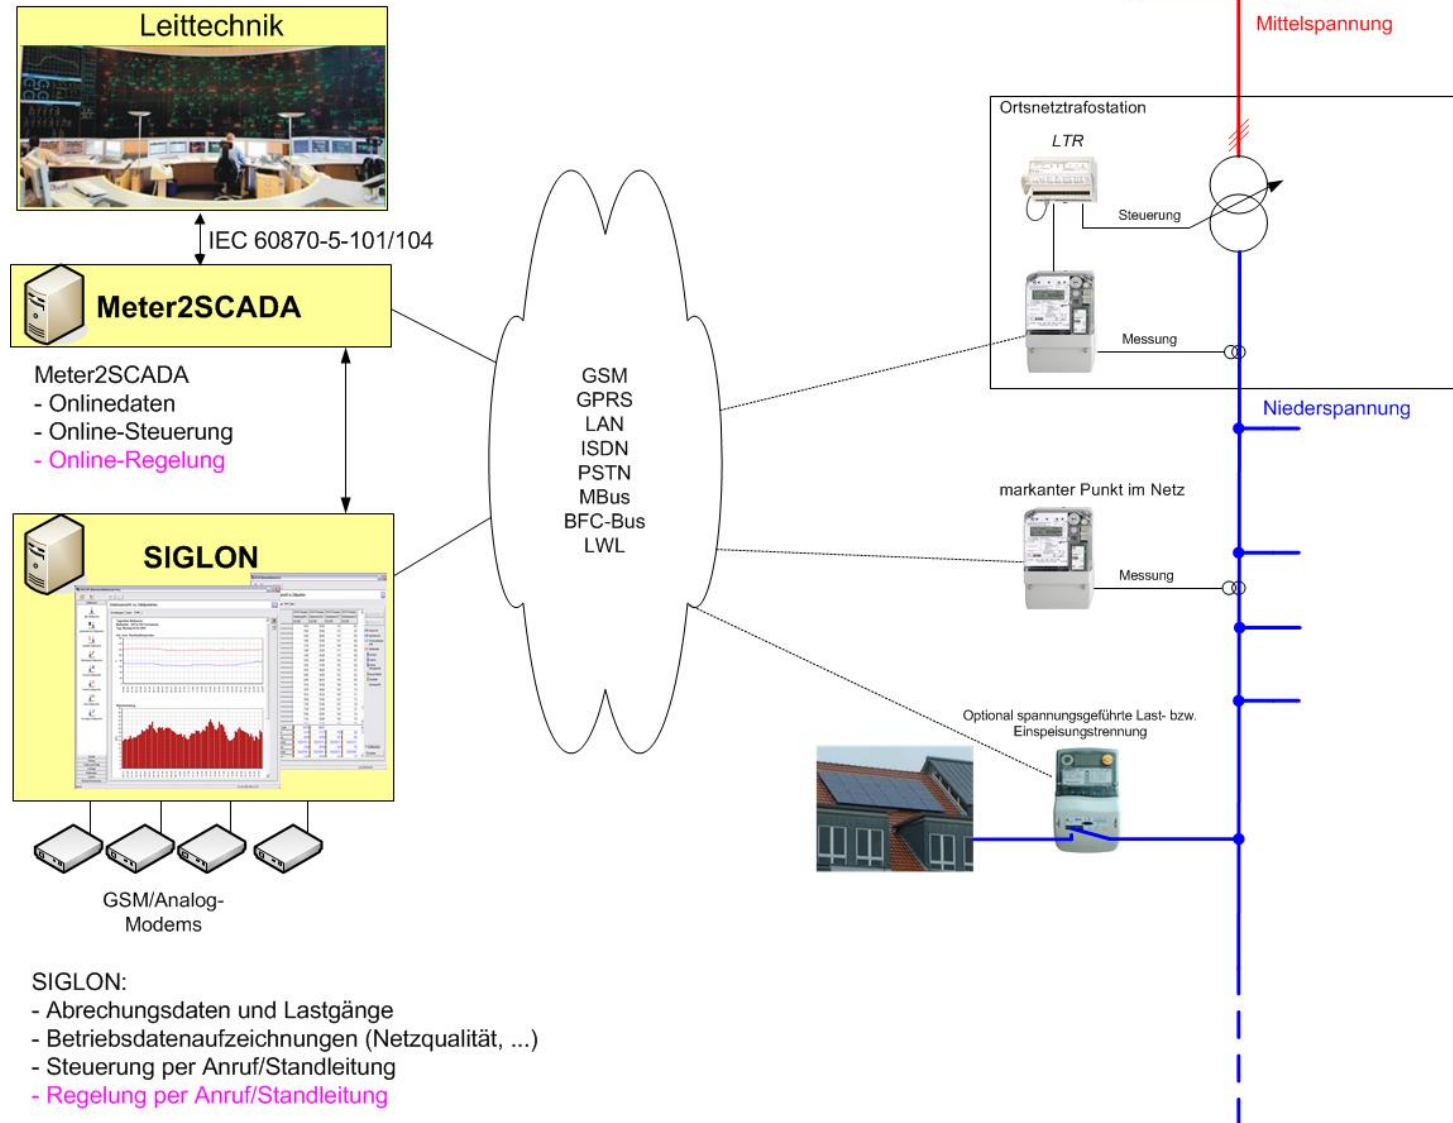 Leittechnik
IEC 60870-5-101/104
Meter2SCADA
Meter2SCADA
- Onlinedaten
- Online-Steuerung
- Online-Regelung
SIGLON
GSM/Analog-
Modems
SIGLON:
- Abrechungsdaten und Lastgänge
- Betriebsdatenaufzeichnungen (Netzqualität, ...)
- Steuerung per Anruf/Standleitung
- Regelung per Anruf/Standleitung
GSM
GPRS
LAN
ISDN
PSTN
MBus
BFC-Bus
LWL
Mittelspannung
Ortsnetztrafostation
LTR
Steuerung
Messung
Niederspannung
markanter Punkt im Netz
Messung
Optional spannungsgeführte Last- bzw.
Einspeisungstrennung